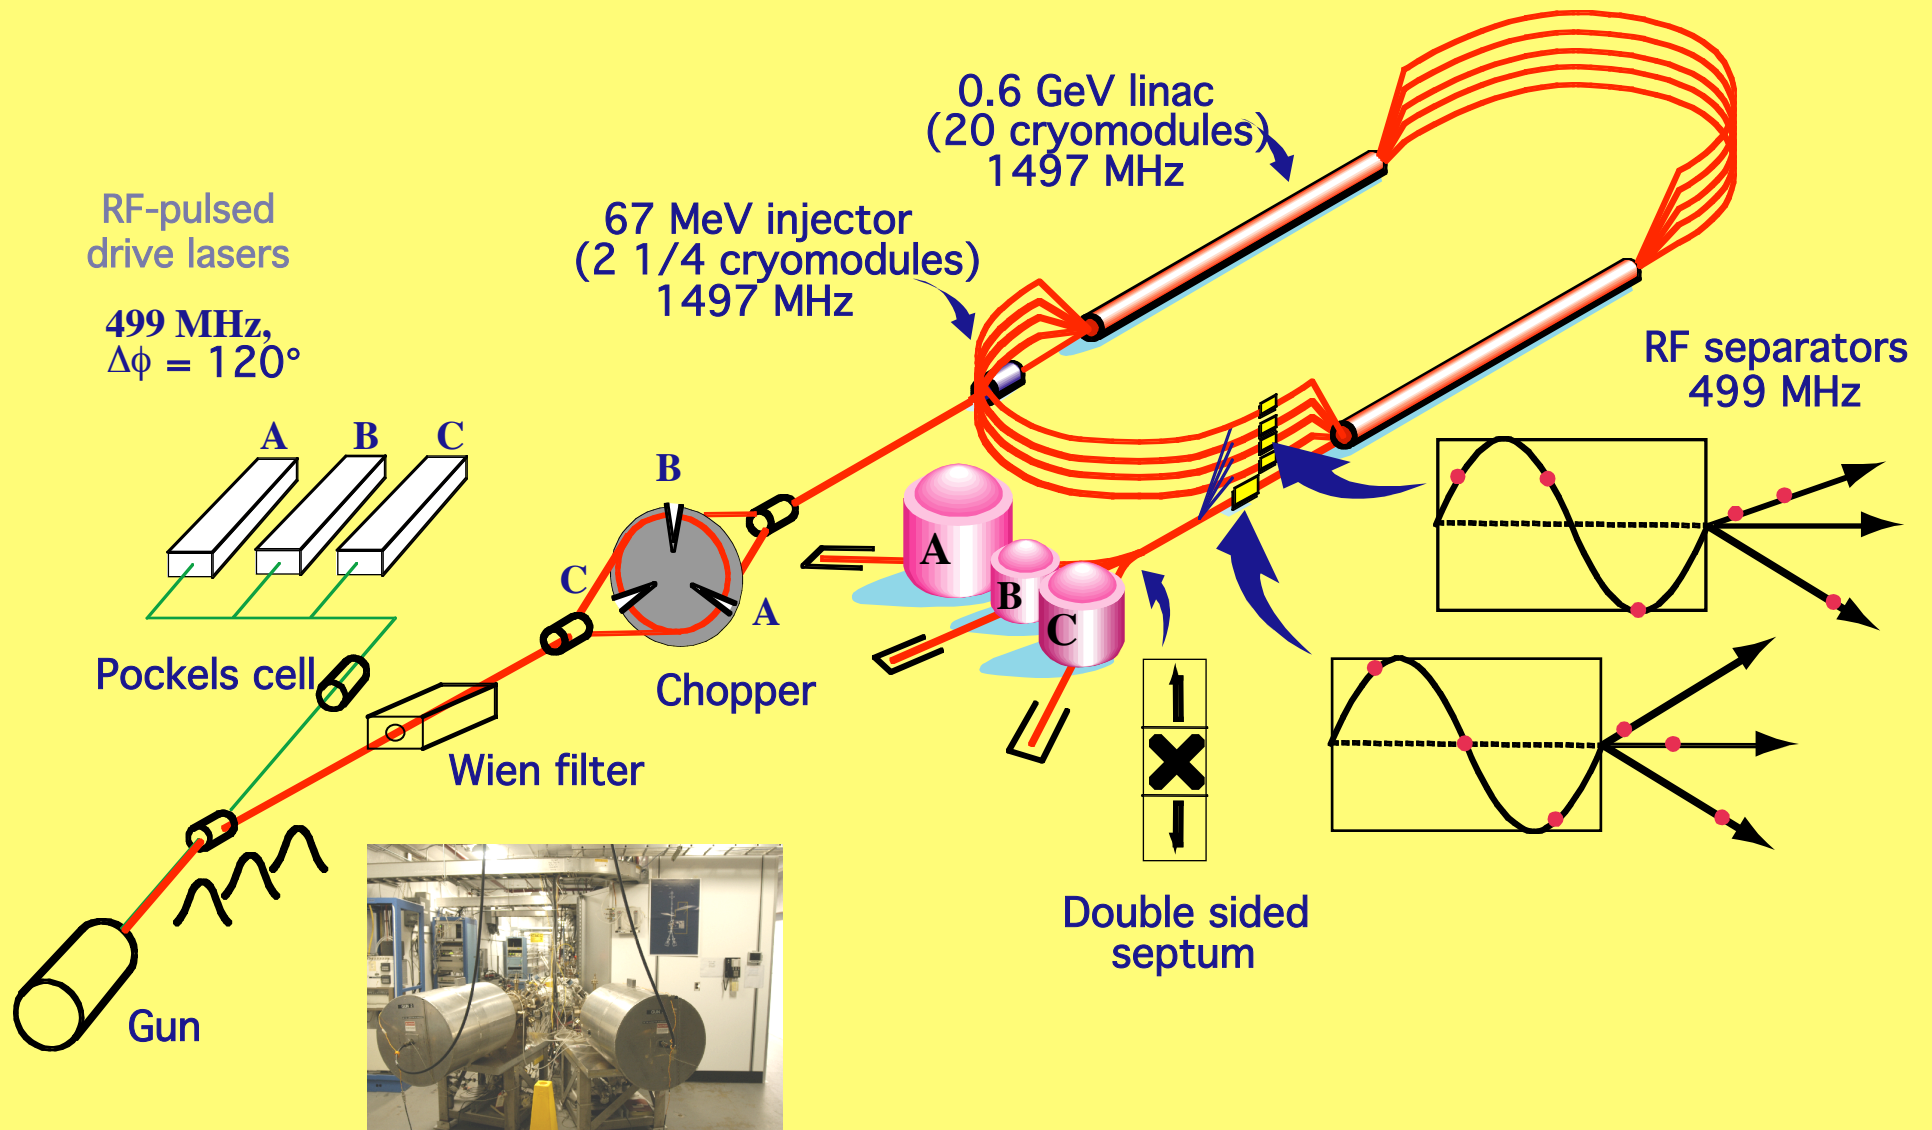 0.6 GeV linac
(20 cryomodules)
1497 MHz
67 MeV injector
(2 1/4 cryomodules)
1497 MHz
RF-pulsed
drive lasers
499 MHz,
Δϕ = 120°
A
B
C
RF separators
499 MHz
B
C
A
A
B
C
Pockels cell
Chopper
Wien filter
Double sided
septum
Gun